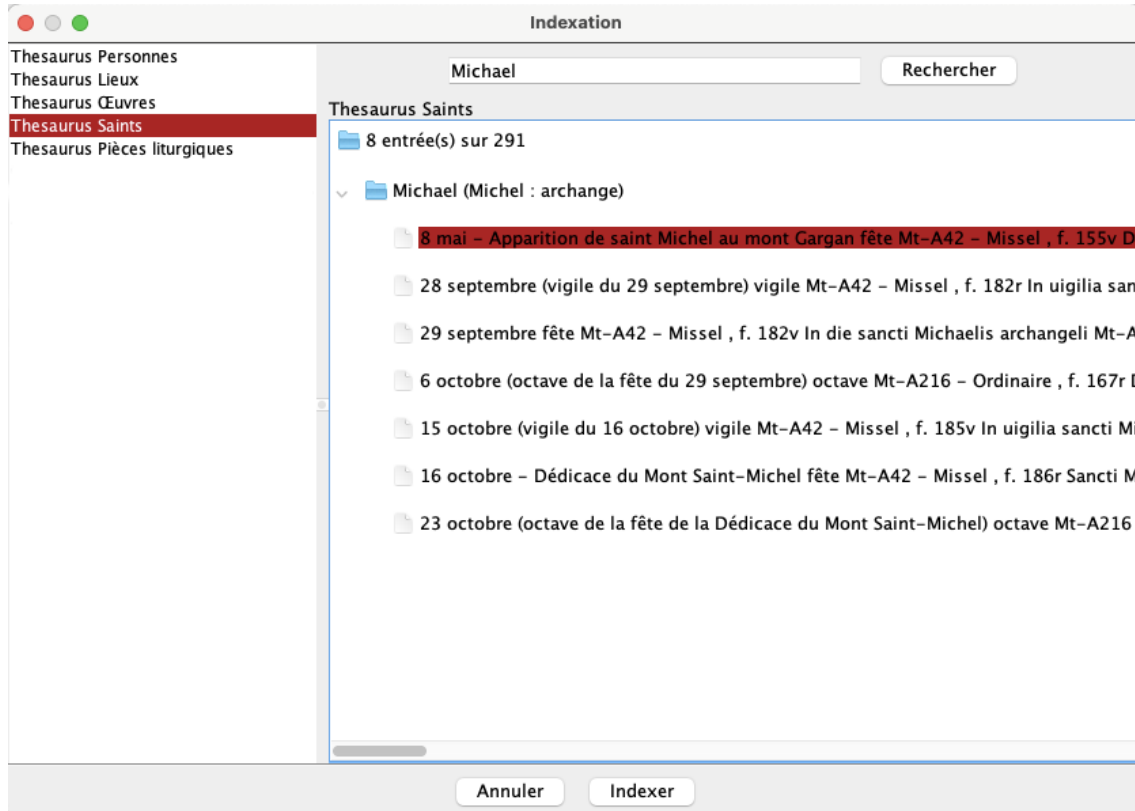 Indexation
Thesaurus Personnes
Thesaurus Lieux
Thesaurus Œuvres
Thesaurus Saints
Thesaurus Pièces liturgiques
Michael
Rechercher
Thesaurus Saints
8 entrée(s) sur 291
Michael (Michel : archange)
8 mai – Apparition de saint Michel au mont Gargan fête Mt-A42 – Missel , f. 155v D
28 septembre (vigile du 29 septembre) vigile Mt-A42 – Missel , f. 182r In uigilia san
29 septembre fête Mt-A42 – Missel , f. 182v In die sancti Michaelis archangeli Mt-A
6 octobre (octave de la fête du 29 septembre) octave Mt-A216 – Ordinaire , f. 167r
15 octobre (vigile du 16 octobre) vigile Mt-A42 – Missel , f. 185v In uigilia sancti Mi
16 octobre – Dédicace du Mont Saint-Michel fête Mt-A42 – Missel , f. 186r Sancti M
23 octobre (octave de la fête de la Dédicace du Mont Saint-Michel) octave Mt-A216
Annuler
Indexer